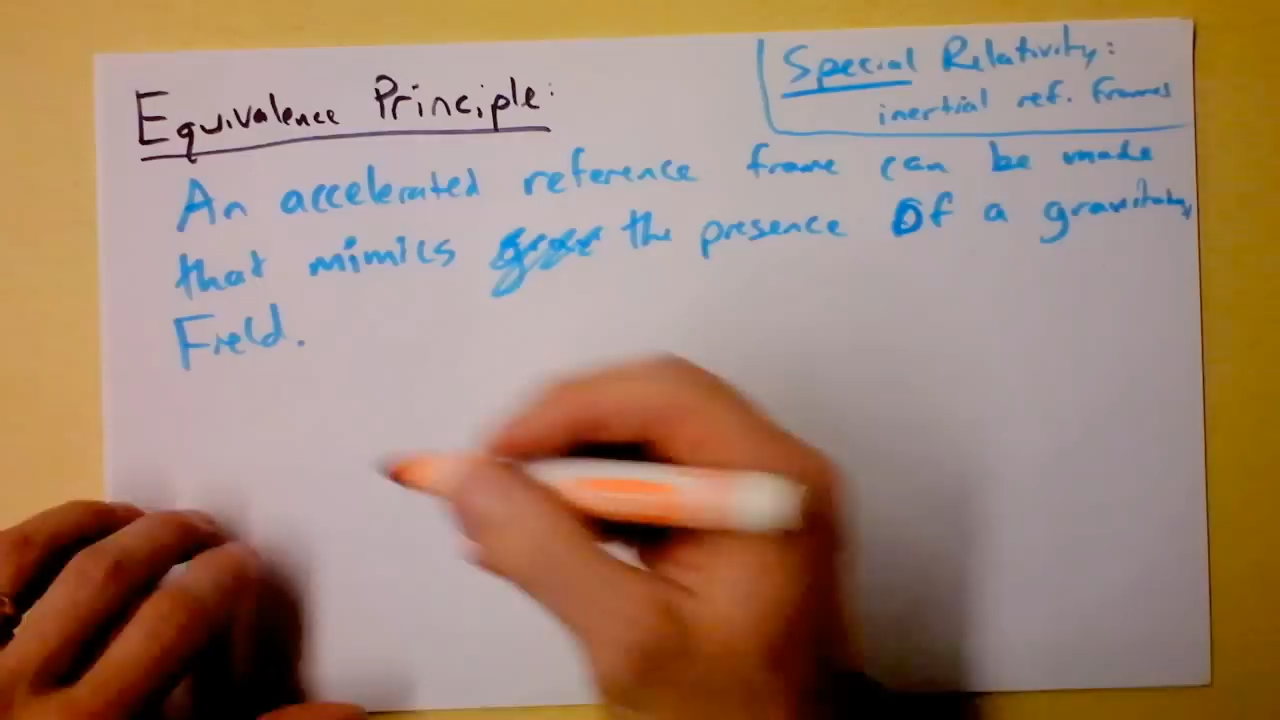 Equivalence Principle:
Special Relativity:
inertial ref. frames
An accelerated reference frame can be made
that mimics the presence of a gravitational
Field.